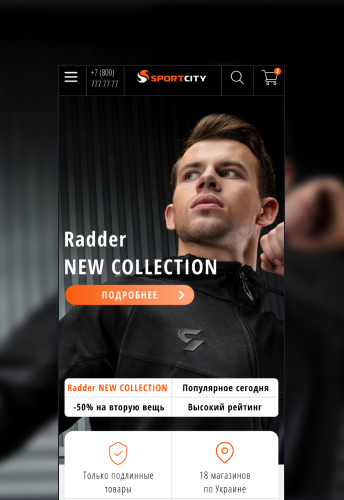 +7 (800)
777 77 77
SPORTCITY
2
Radder
NEW COLLECTION
ПОДРОБНЕЕ
Radder NEW COLLECTION
Популярное сегодня
-50% на вторую вещь
Высокий рейтинг
Только подлинные
товары
18 магазинов
по Украине